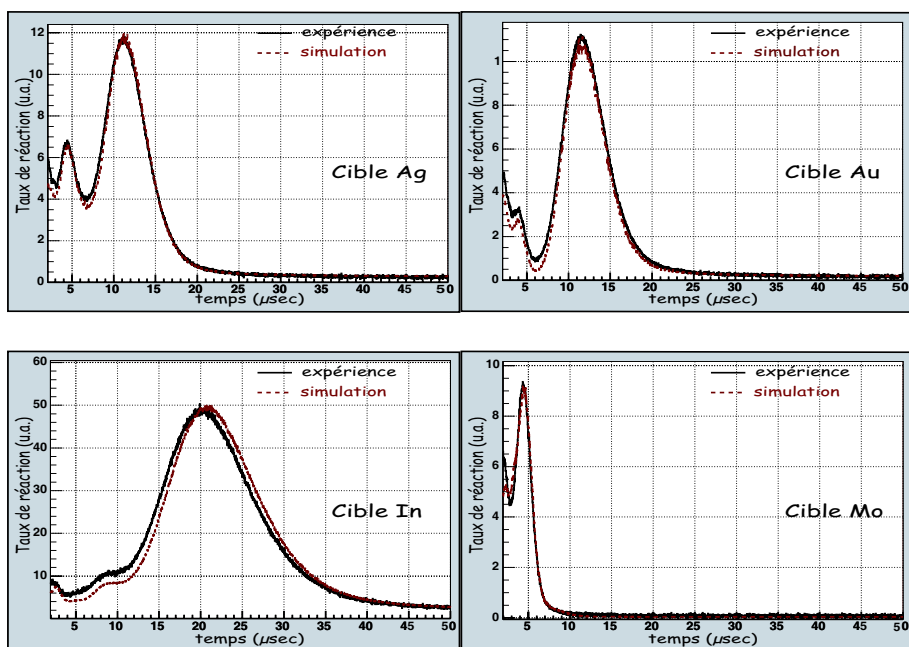 expérience
simulation
Taux de réaction (u.a.)
12
10
8
6
4
2
0
Cible Ag
5 10 15 20 25 30 35 40 45 50
temps (µsec)
expérience
simulation
Taux de réaction (u.a.)
1
Cible Au
5 10 15 20 25 30 35 40 45 50
temps (µsec)
expérience
simulation
Taux de réaction (u.a.)
60
50
40
30
20
10
Cible In
5 10 15 20 25 30 35 40 45 50
temps (µsec)
expérience
simulation
Taux de réaction (u.a.)
10
8
6
4
2
0
Cible Mo
5 10 15 20 25 30 35 40 45 50
temps (µsec)